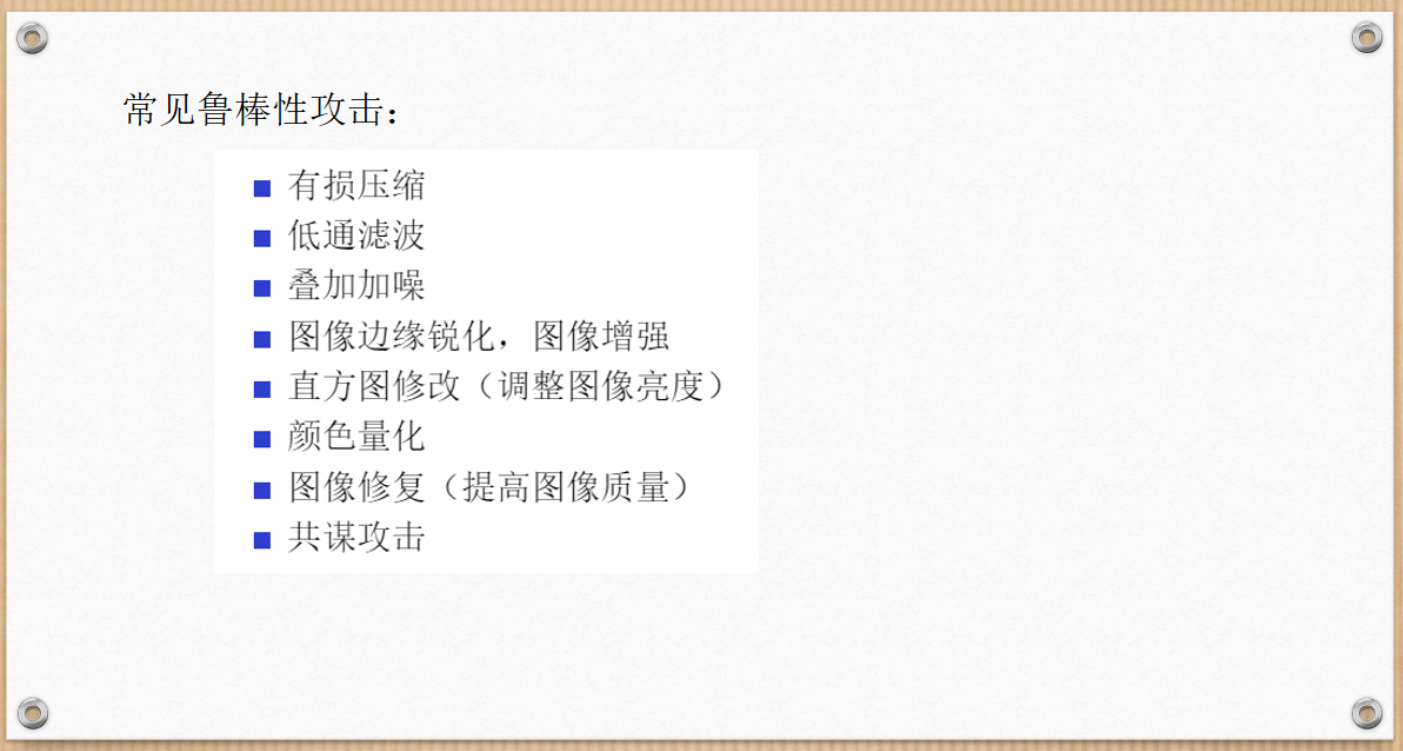 常见鲁棒性攻击：
■ 有损压缩
■ 低通滤波
■ 叠加加噪
■ 图像边缘锐化，图像增强
■ 直方图修改（调整图像亮度）
■ 颜色量化
■ 图像修复（提高图像质量）
■ 共谋攻击